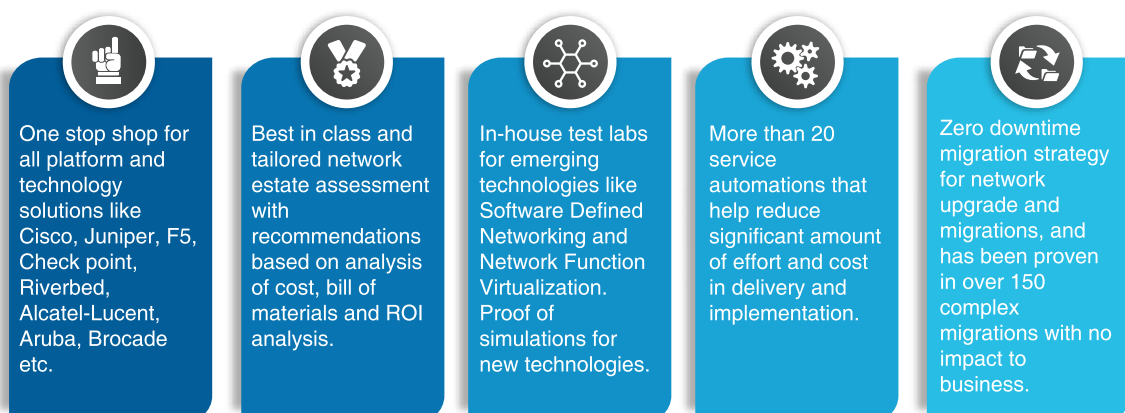 One stop shop for
all platform and
technology
solutions like
Cisco, Juniper, F5,
Check point,
Riverbed,
Alcatel-Lucent,
Aruba, Brocade
etc.
Best in class and
tailored network
estate assessment
with
recommendations
based on analysis
of cost, bill of
materials and ROI
analysis.
In-house test labs
for emerging
technologies like
Software Defined
Networking and
Network Function
Virtualization.
Proof of
simulations for
new technologies.
More than 20
service
automations that
help reduce
significant amount
of effort and cost
in delivery and
implementation.
Zero downtime
migration strategy
for network
upgrade and
migrations, and
has been proven
in over 150
complex
migrations with no
impact to
business.